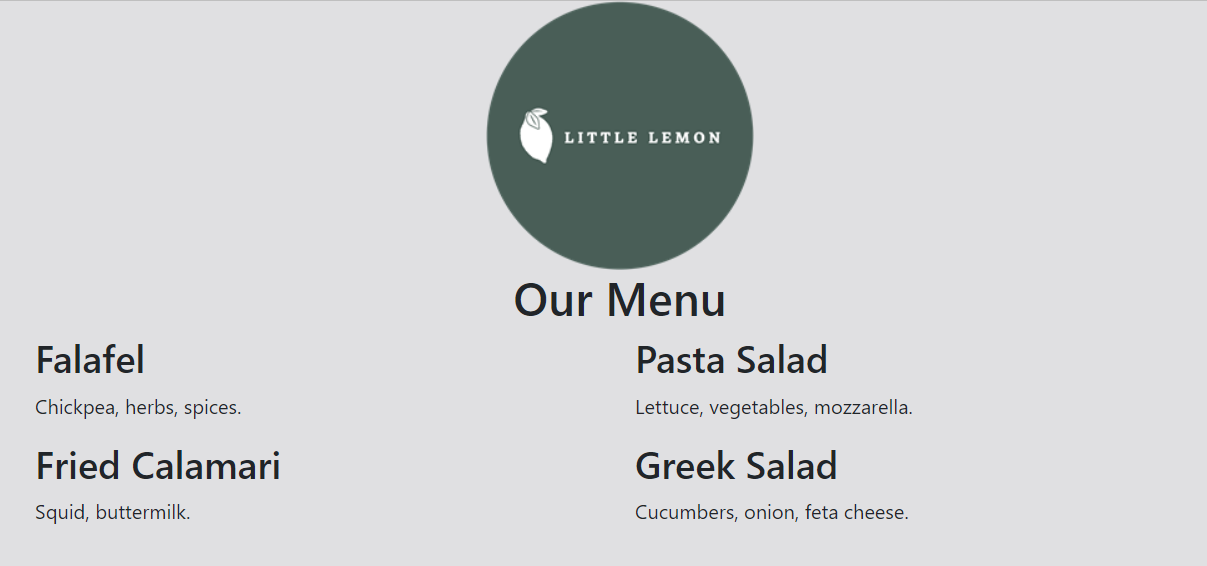 LITTLE LEMON
Our Menu
Falafel
Chickpea, herbs, spices.
Fried Calamari
Squid, buttermilk.
Pasta Salad
Lettuce, vegetables, mozzarella.
Greek Salad
Cucumbers, onion, feta cheese.